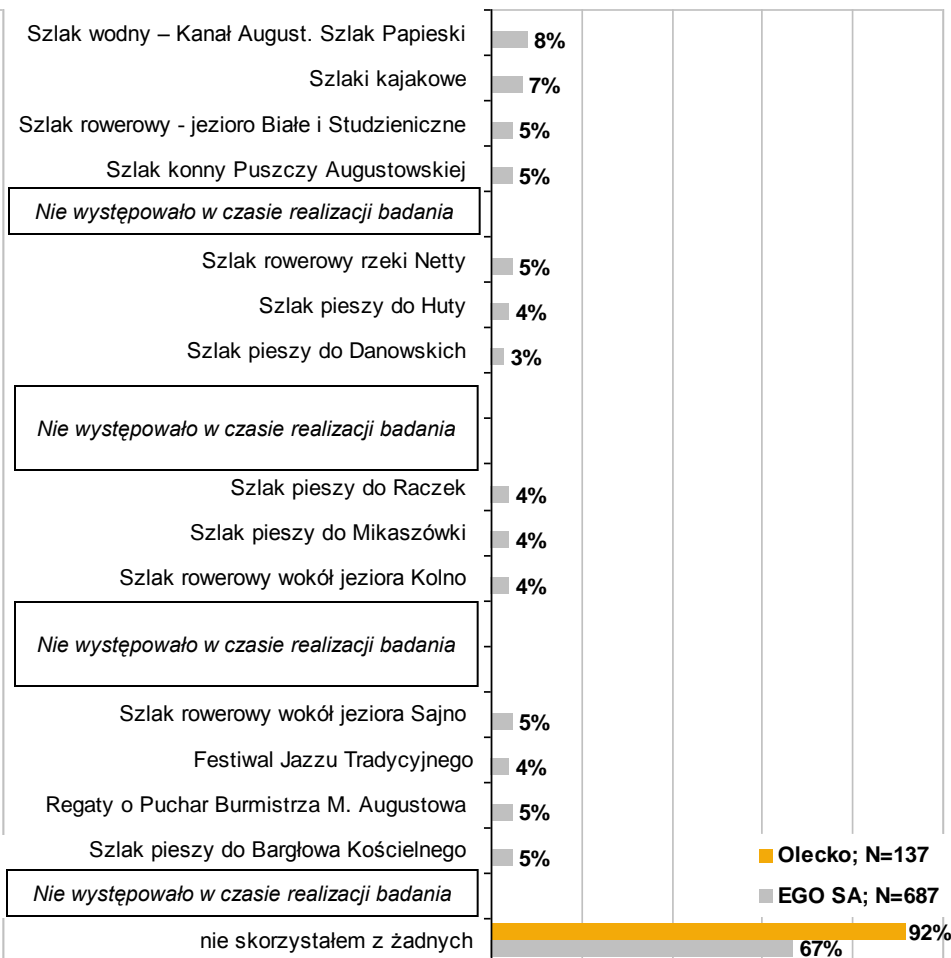 Szlak wodny – Kanał August. Szlak Papieski 8%
Szlaki kajakowe 7%
Szlak rowerowy - jezioro Białe i Studzieniczne 5%
Szlak konny Puszczy Augustowskiej 5%
Nie występowało w czasie realizacji badania
Szlak rowerowy rzeki Netty 5%
Szlak pieszy do Huty 4%
Szlak pieszy do Danowskich 3%
Nie występowało w czasie realizacji badania
Szlak pieszy do Raczek 4%
Szlak pieszy do Mikaszówki 4%
Szlak rowerowy wokół jeziora Kolno 4%
Nie występowało w czasie realizacji badania
Szlak rowerowy wokół jeziora Sajno 5%
Festiwal Jazzu Tradycyjnego 4%
Regaty o Puchar Burmistrza M. Augustowa 5%
Szlak pieszy do Bargłowa Kościelnego 5%
Olecko; N=137
Nie występowało w czasie realizacji badania
EGO SA; N=687
nie skorzystałem z żadnych 92%
67%